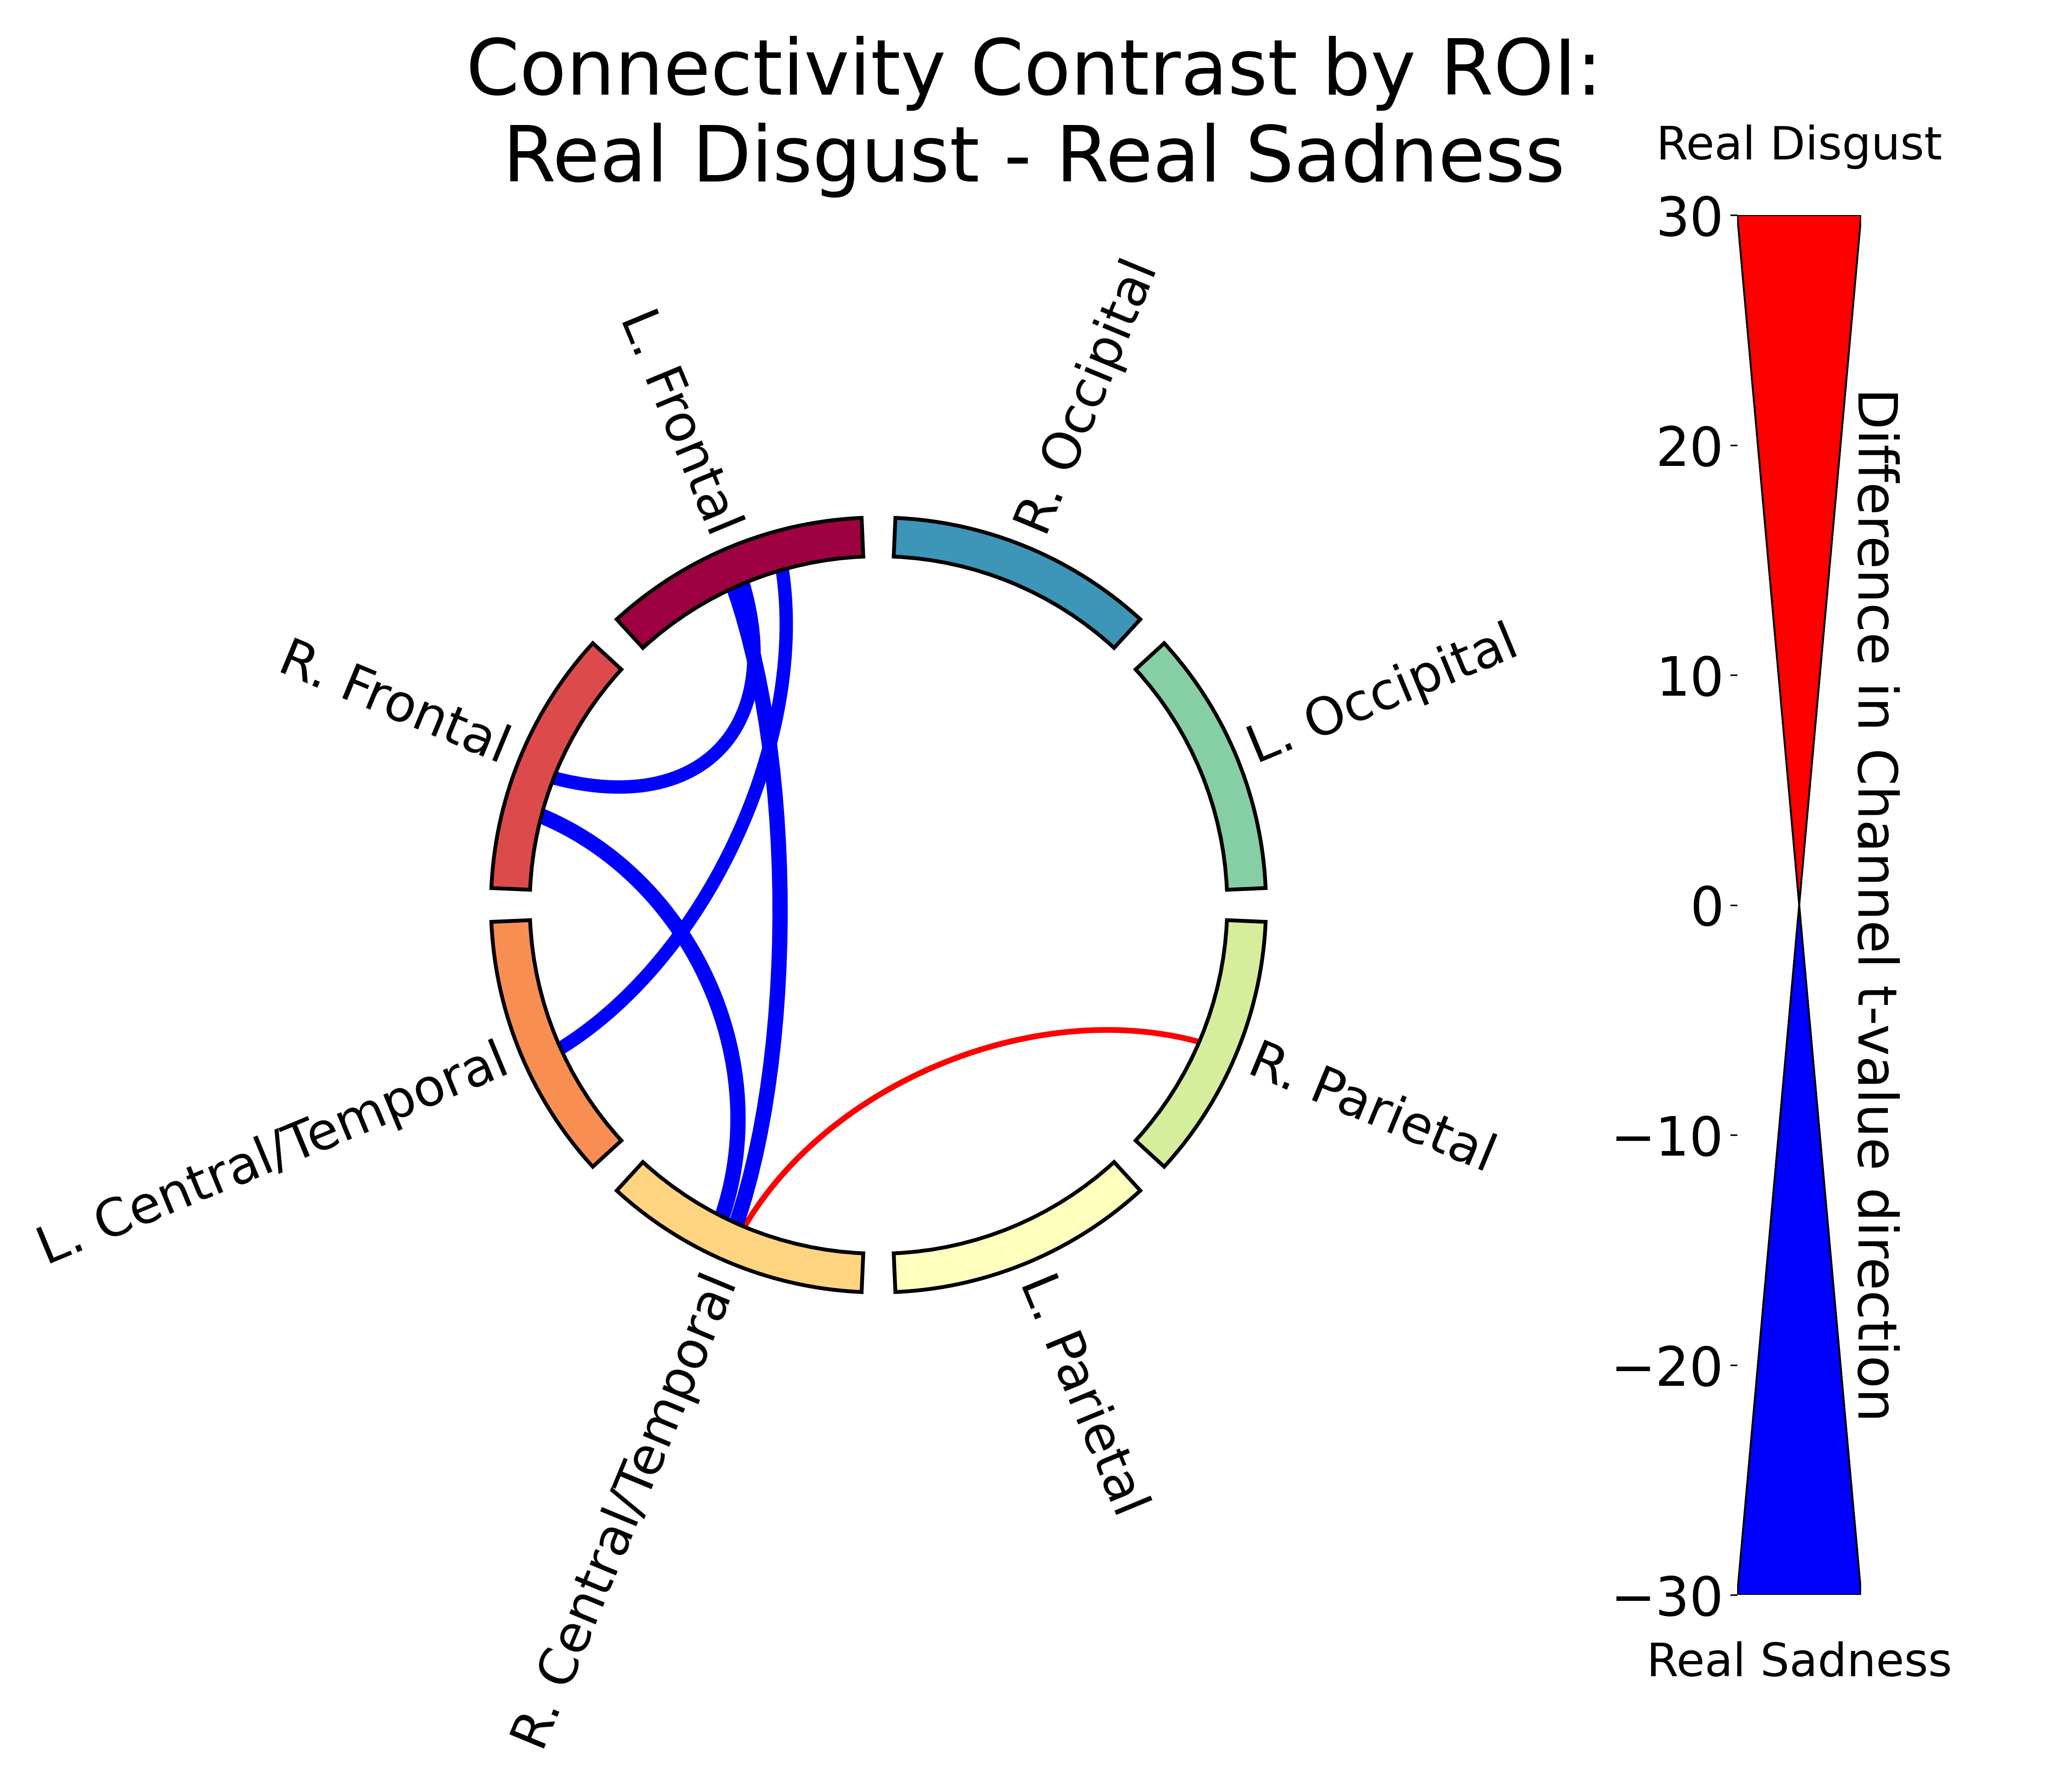 Connectivity Contrast by ROI:
Real Disgust - Real Sadness
Real Disgust
30
20
10
0
−10
−20
−30
Real Sadness
Difference in Channel t-value direction
L. Frontal
R. Occipital
R. Frontal
L. Occipital
L. Central/Temporal
R. Parietal
R. Central/Temporal
L. Parietal